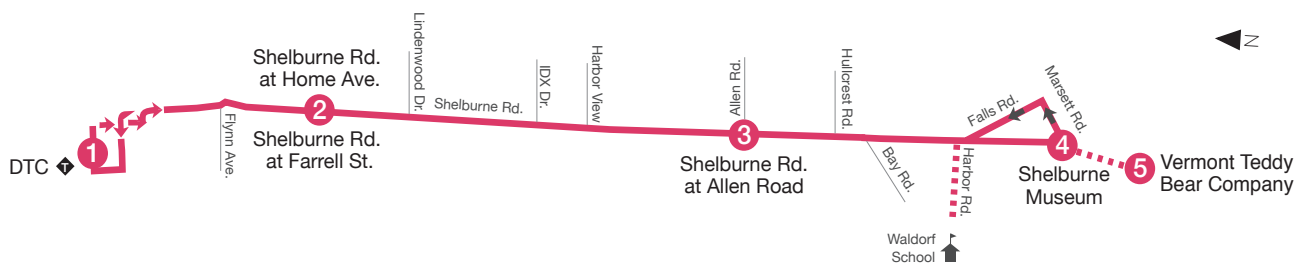 DTC
T
1
Flynn Ave.
Shelburne Rd.
at Home Ave.
2
Shelburne Rd.
at Farrell St.
Lindenwood Dr.
Shelburne Rd.
IDX Dr.
Harbor View
Allen Rd.
3
Shelburne Rd.
at Allen Road
Hullcrest Rd.
Bay Rd.
Harbor Rd.
Waldorf
School
Falls Rd.
Marsett Rd.
4
Shelburne
Museum
5
Vermont Teddy
Bear Company
N